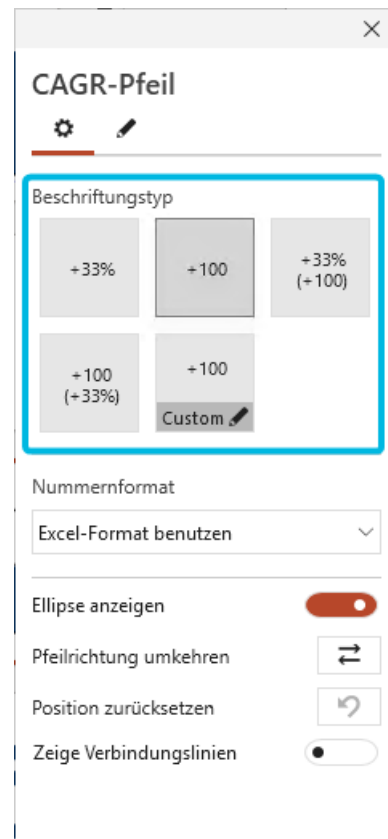 CAGR-Pfeil
Beschriftungstyp
+33%
+100
+33%
(+100)
+100
(+33%)
+100
Custom
Nummernformat
Excel-Format benutzen
Ellipse anzeigen
Pfeilrichtung umkehren
Position zurücksetzen
Zeige Verbindungslinien